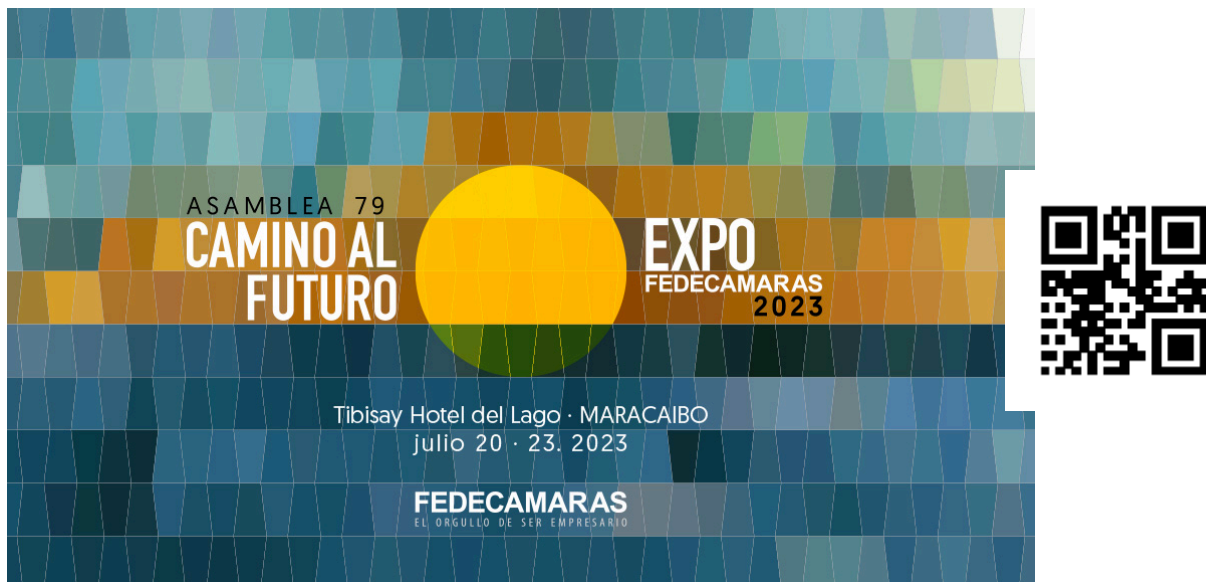 ASAMBLEA 79
CAMINO AL
FUTURO
EXPO
FEDECAMARAS
2023
Tibisay Hotel del Lago · MARACAIBO
julio 20 · 23. 2023
FEDECAMARAS
EL ORGULLO DE SER EMPRESARIO